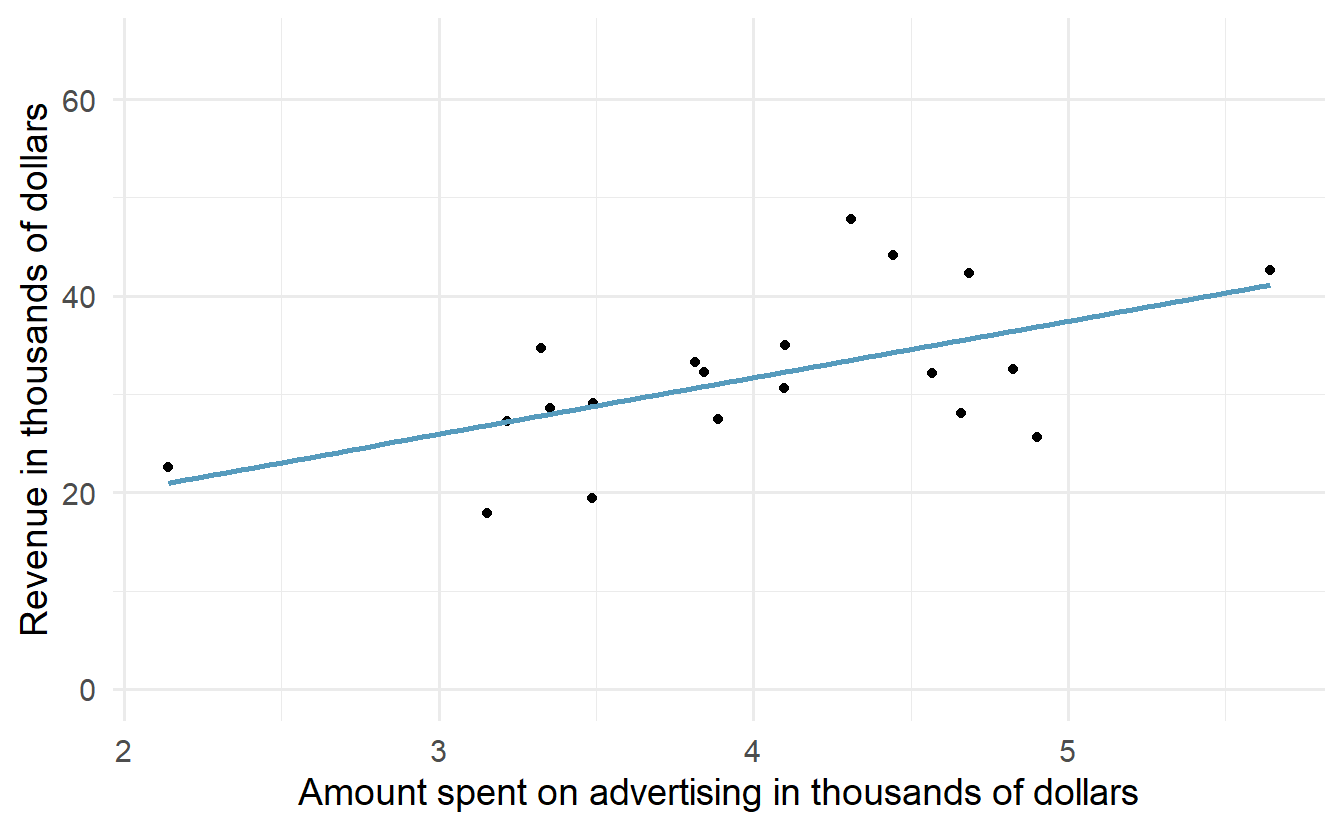 Revenue in thousands of dollars
60
40
20
0
2 3 4 5
Amount spent on advertising in thousands of dollars